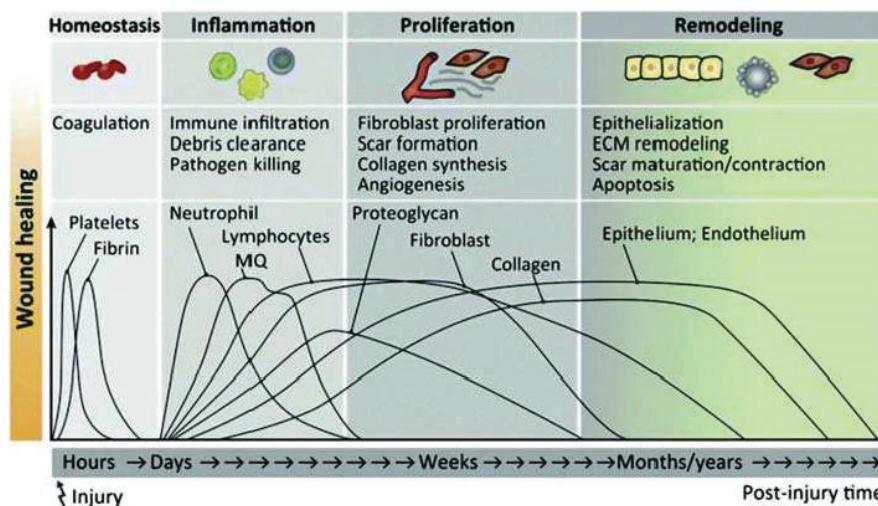 Homeostasis
Inflammation
Proliferation
Remodeling
Coagulation
Immune infiltration
Debris clearance
Pathogen killing
Fibroblast proliferation
Scar formation
Collagen synthesis
Angiogenesis
Epithelialization
ECM remodeling
Scar maturation/contraction
Apoptosis
Wound healing
Platelets
Fibrin
Neutrophil
Lymphocytes
MQ
Proteoglycan
Fibroblast
Collagen
Epithelium; Endothelium
Hours → Days → → → → → → → → → → → Weeks → → → → → → Months/years → → → → → →
Injury
Post-injury time